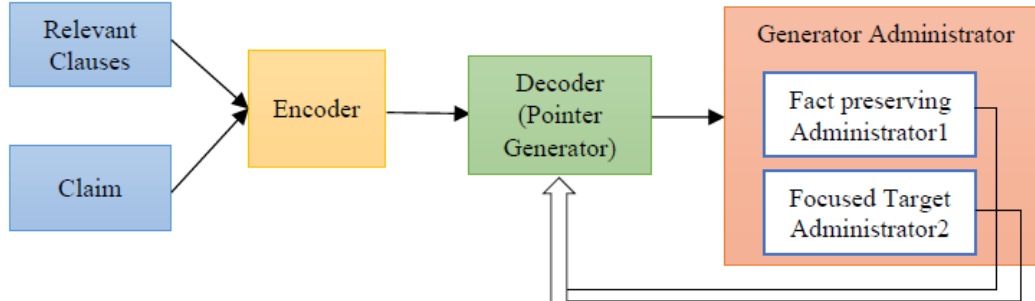 Relevant
Clauses
Claim
Encoder
Decoder
(Pointer
Generator)
Generator Administrator
Fact preserving
Administrator1
Focused Target
Administrator2